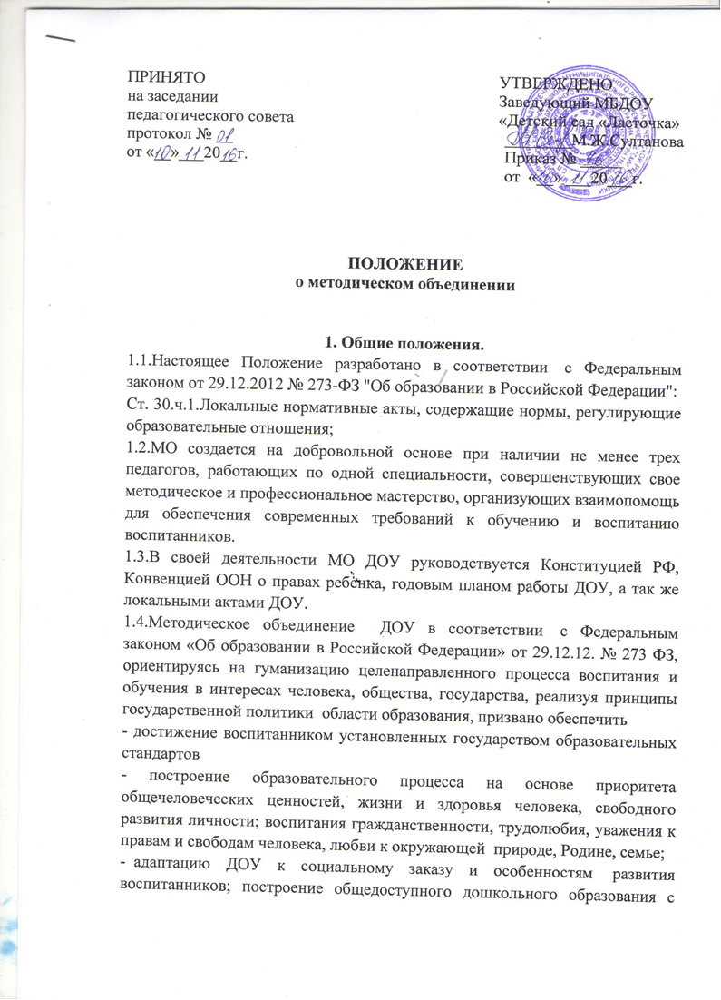 ПРИНЯТО
на заседании
педагогического совета
протокол № 01
от «10» 11 2016г.
УТВЕРЖДЕНО
Заведующий МБДОУ
«Детский сад «Ласточка»
М.Ж.Султанова
Приказ №
от « » 11 20 г.
ПОЛОЖЕНИЕ
о методическом объединении
1. Общие положения.
1.1.Настоящее Положение разработано в соответствии с Федеральным
законом от 29.12.2012 № 273-ФЗ "Об образовании в Российской Федерации":
Ст. 30.ч.1.Локальные нормативные акты, содержащие нормы, регулирующие
образовательные отношения;
1.2.МО создается на добровольной основе при наличии не менее трех
педагогов, работающих по одной специальности, совершенствующих свое
методическое и профессиональное мастерство, организующих взаимопомощь
для обеспечения современных требований к обучению и воспитанию
воспитанников.
1.3.В своей деятельности МО ДОУ руководствуется Конституцией РФ,
Конвенцией ООН о правах ребёнка, годовым планом работы ДОУ, а так же
локальными актами ДОУ.
1.4.Методическое объединение ДОУ в соответствии с Федеральным
законом «Об образовании в Российской Федерации» от 29.12.12. № 273 ФЗ,
ориентируясь на гуманизацию целенаправленного процесса воспитания и
обучения в интересах человека, общества, государства, реализуя принципы
государственной политики области образования, призвано обеспечить
- достижение воспитанником установленных государством образовательных
стандартов
- построение образовательного процесса на основе приоритета
общечеловеческих ценностей, жизни и здоровья человека, свободного
развития личности; воспитания гражданственности, трудолюбия, уважения к
правам и свободам человека, любви к окружающей природе, Родине, семье;
- адаптацию ДОУ к социальному заказу и особенностям развития
воспитанников; построение общедоступного дошкольного образования с